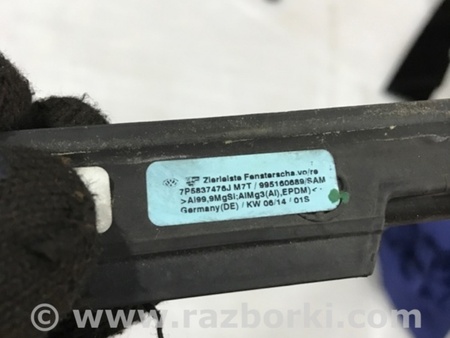 Zierleiste Fensterscha.vo/re
7P5837476J M7T / 995160689/SAM
>Al99,9MgSi;AlMg3(Al),EPDM)<-
Germany(DE) / KW 06/14 / 01S
© www.razborki.com/